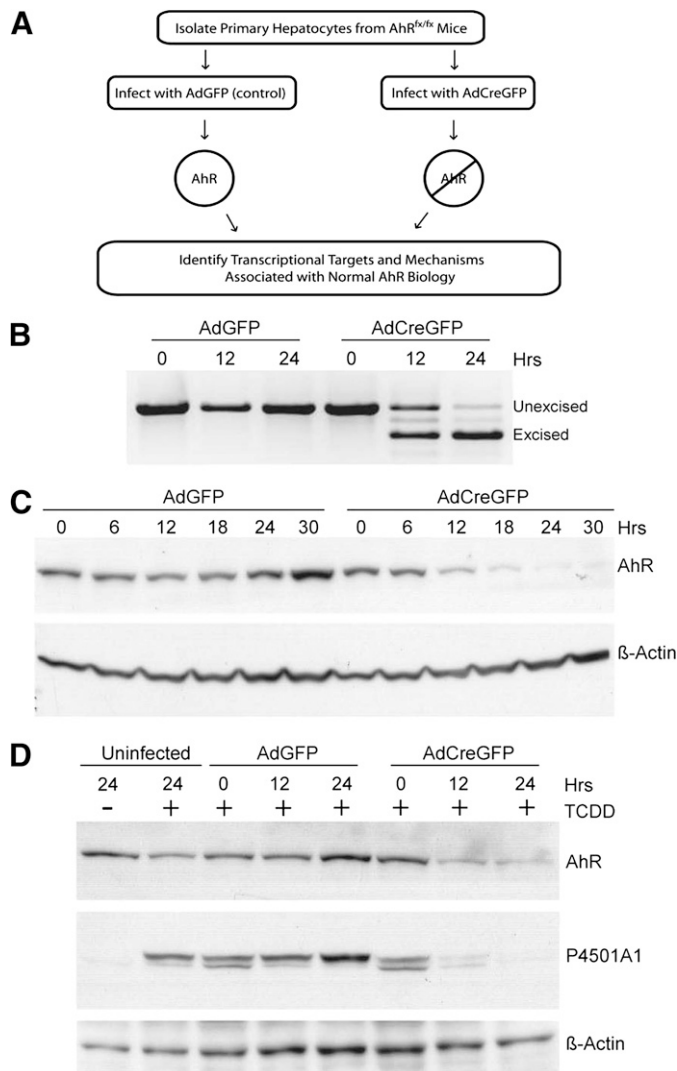 A
Isolate Primary Hepatocytes from AhR^fx/fx Mice
Infect with AdGFP (control)
Infect with AdCreGFP
AhR
AhR
Identify Transcriptional Targets and Mechanisms
Associated with Normal AhR Biology
B
AdGFP AdCreGFP
0 12 24 0 12 24 Hrs
Unexcised
Excised
C
AdGFP AdCreGFP
0 6 12 18 24 30 0 6 12 18 24 30 Hrs
AhR
ß-Actin
D
Uninfected AdGFP AdCreGFP
24 24 0 12 24 0 12 24 Hrs
- + + + + + + + TCDD
AhR
P4501A1
ß-Actin